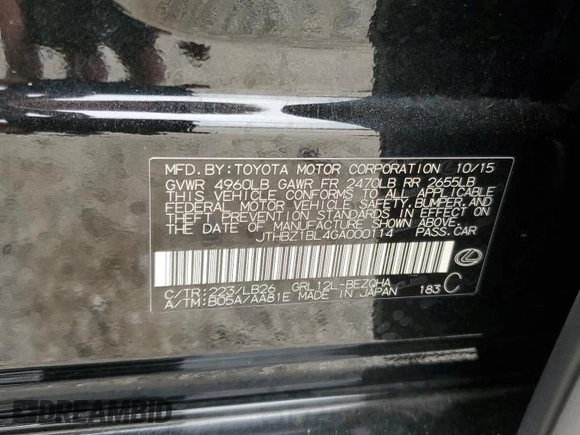 MFD. BY: TOYOTA MOTOR CORPORATION 10/15
GVWR 4960LB GAWR FR 2470LB RR 2655LB
THIS VEHICLE CONFORMS TO ALL APPLICABLE
FEDERAL MOTOR VEHICLE SAFETY, BUMPER, AND
THEFT PREVENTION STANDARDS IN EFFECT ON
THE DATE OF MANUFACTURE SHOWN ABOVE.
JTHBZ1BL4GA000114 PASS.CAR
C/TR:223/LB26 GRL12L-BEZQHA
A/TM:B05A/AA81E MADE IN JAPAN 183 C
DREAMBID